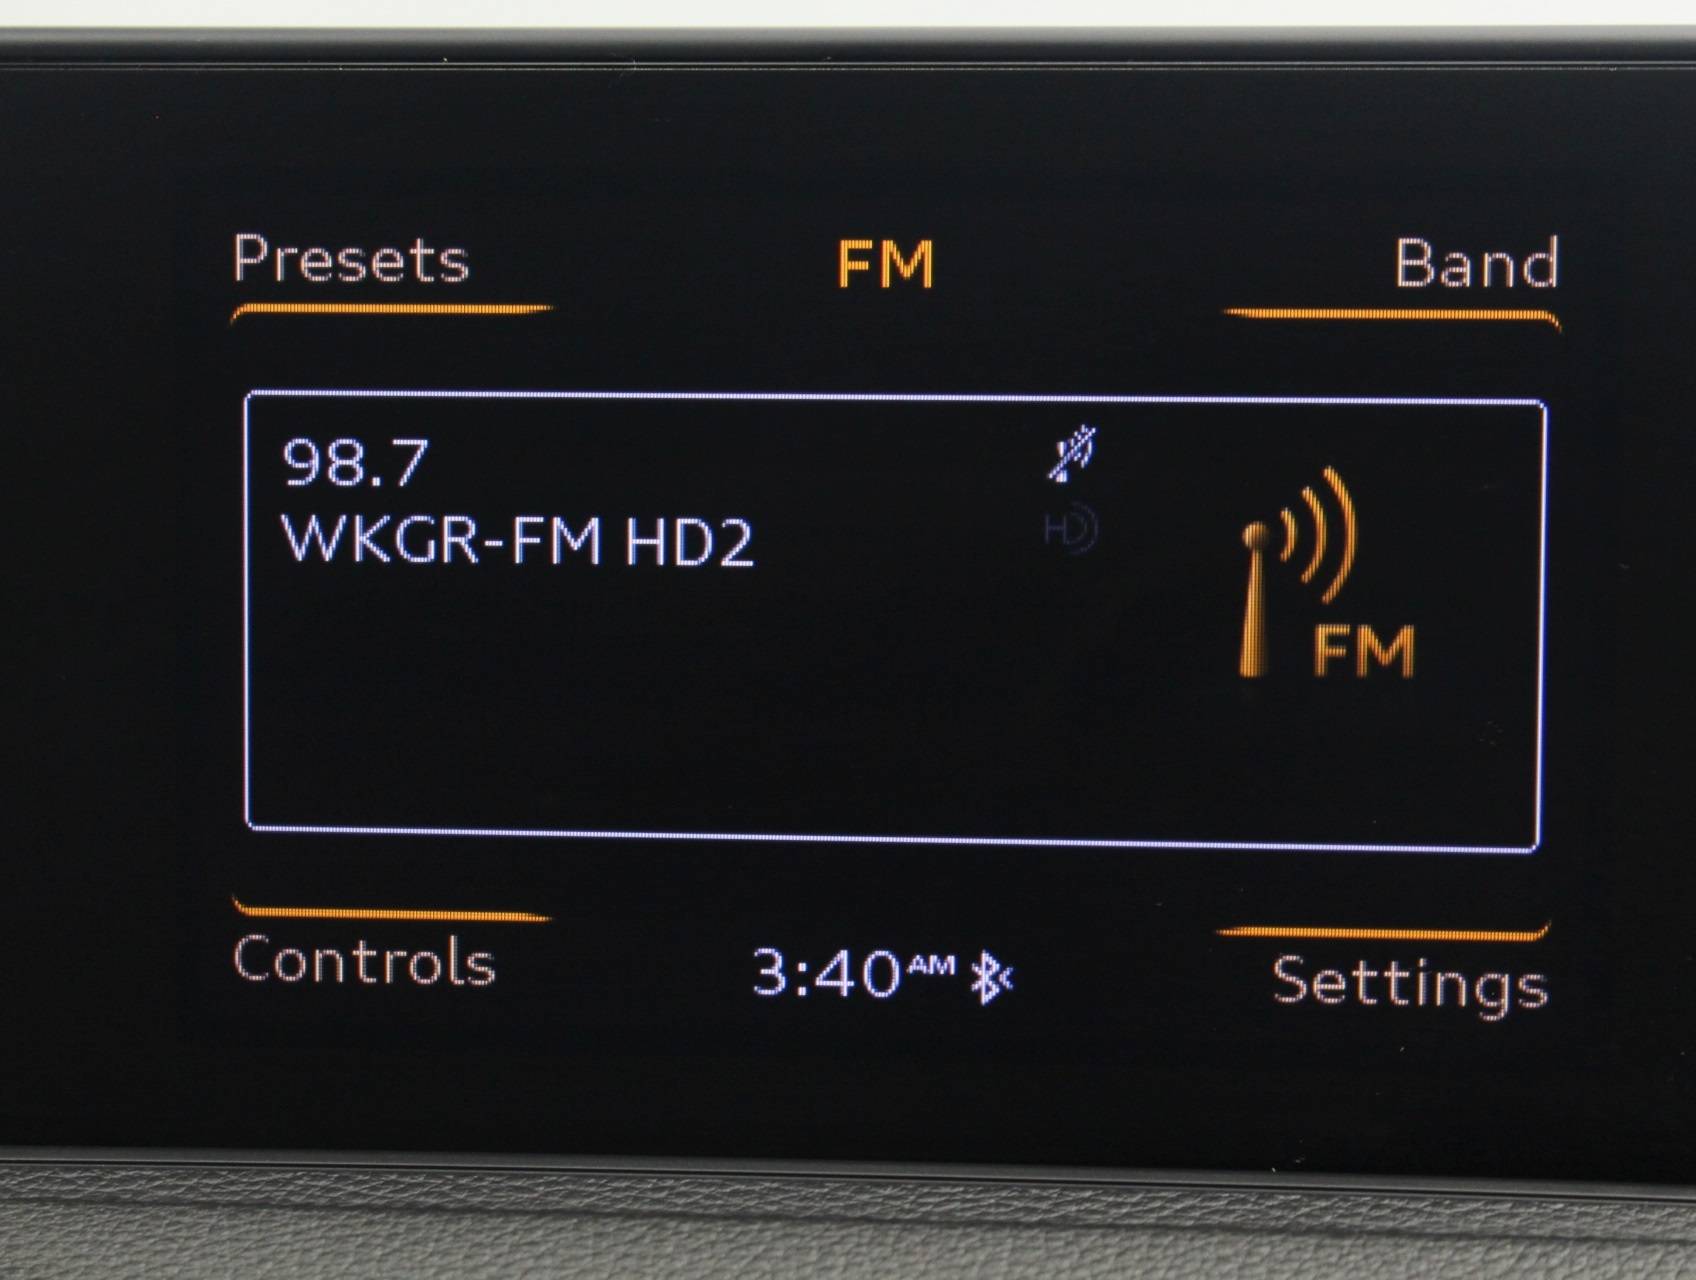 Presets
FM
Band
98.7
WKGR-FM HD2
HD
FM
Controls
3:40AM
Settings